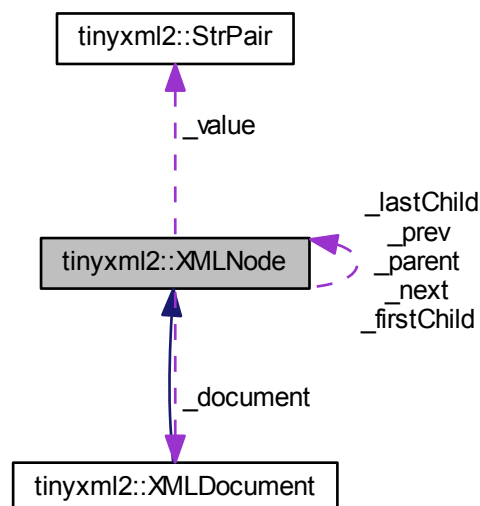 tinyxml2::StrPair
_value
_lastChild
_prev
_parent
_next
_firstChild
tinyxml2::XMLNode
_document
tinyxml2::XMLDocument